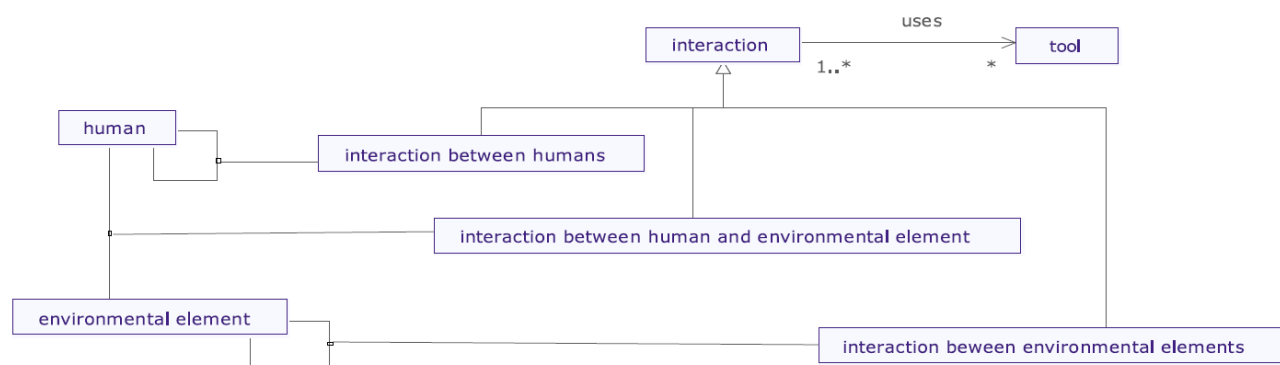 uses
interaction
tool
1..*
*
human
interaction between humans
interaction between human and environmental element
environmental element
interaction beween environmental elements